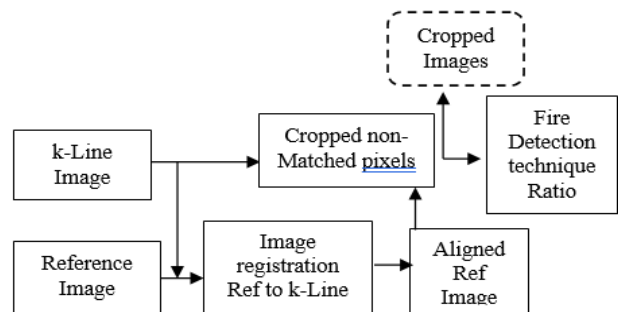 Cropped
Images
Fire
Detection
technique
Ratio
Cropped non-
Matched pixels
k-Line
Image
Image
registration
Ref to k-Line
Aligned
Ref
Image
Reference
Image